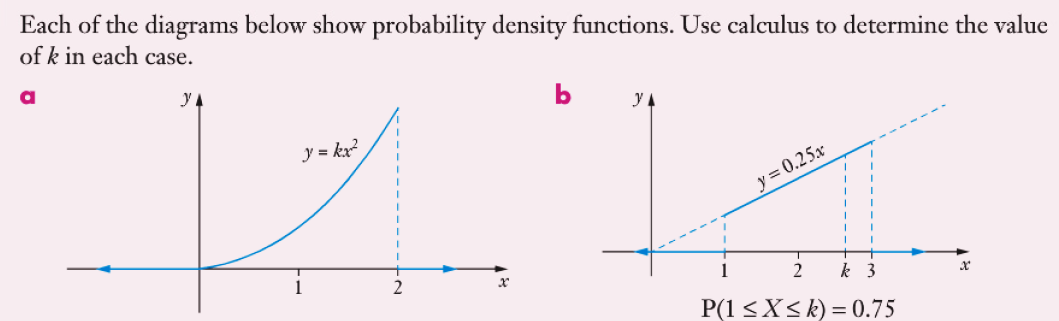 Each of the diagrams below show probability density functions. Use calculus to determine the value
of k in each case.
a
y
y = kx²
1
2
x
b
y
y = 0.25x
1
2
k
3
x
P(1 ≤ X ≤ k) = 0.75